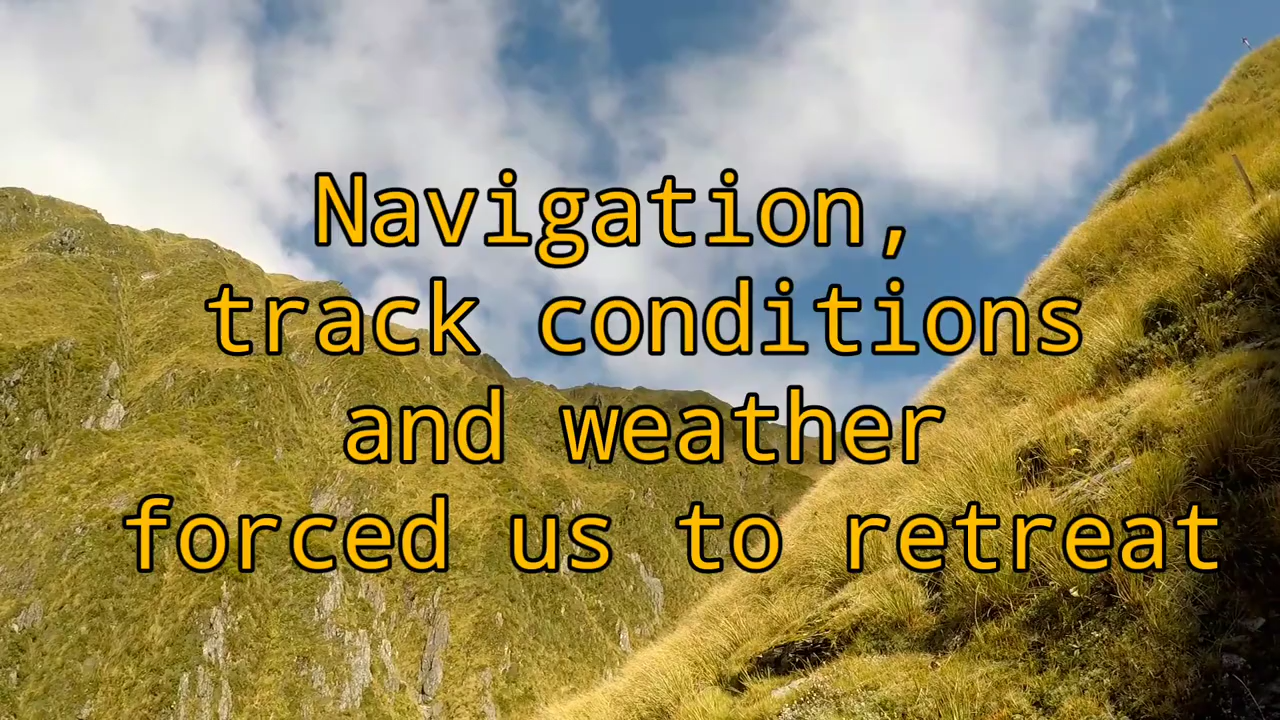 Navigation,
track conditions
and weather
forced us to retreat